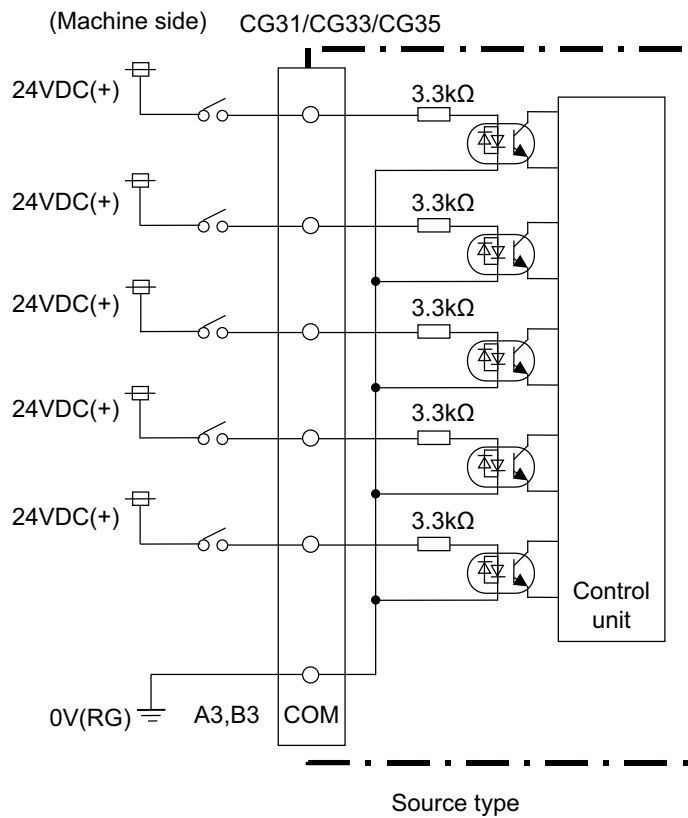 (Machine side) CG31/CG33/CG35
24VDC(+)
3.3kΩ
24VDC(+)
3.3kΩ
24VDC(+)
3.3kΩ
24VDC(+)
3.3kΩ
24VDC(+)
3.3kΩ
Control
unit
0V(RG) A3,B3 COM
Source type